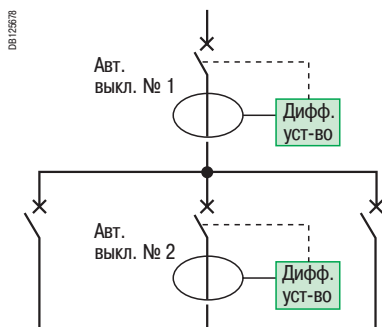 DB125678
Авт.
выкл. № 1
Дифф.
уст-во
Авт.
выкл. № 2
Дифф.
уст-во